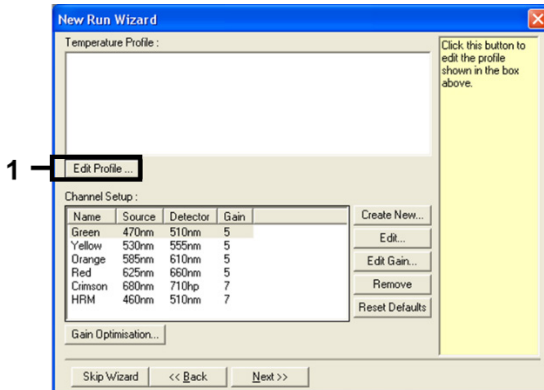 New Run Wizard
Temperature Profile :
Click this button to
edit the profile
shown in the box
above.
1
Edit Profile ...
Channel Setup :
Name Source Detector Gain
Green 470nm 510nm 5
Yellow 530nm 555nm 5
Orange 585nm 610nm 5
Red 625nm 660nm 5
Crimson 680nm 710hp 7
HRM 460nm 510nm 7
Create New...
Edit...
Edit Gain...
Remove
Reset Defaults
Gain Optimisation...
Skip Wizard << Back Next >>